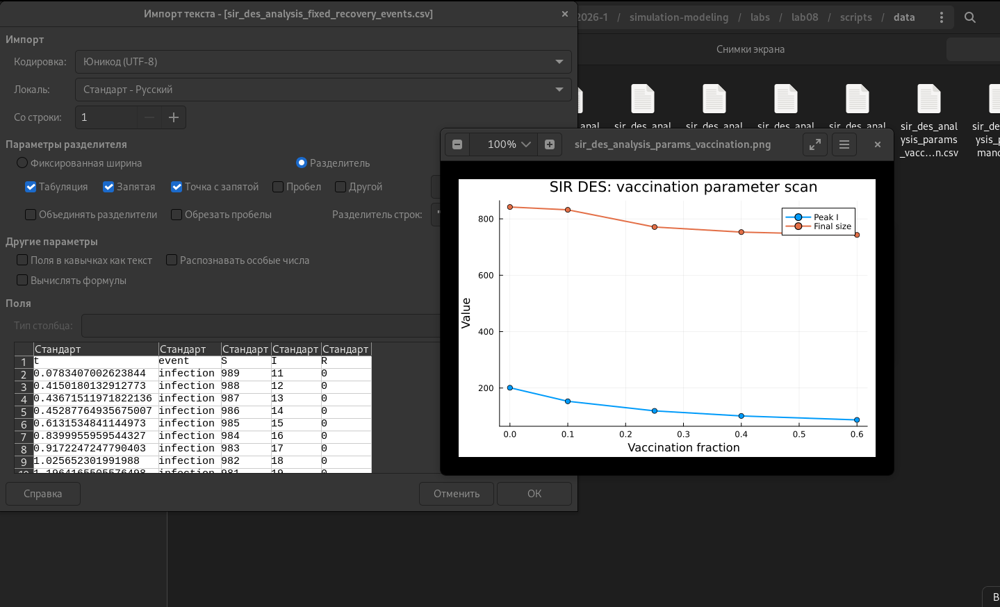 Импорт текста - [sir_des_analysis_fixed_recovery_events.csv]
2026-1 / simulation-modeling / labs / lab08 / scripts / data
Снимки экрана
Импорт
Кодировка: Юникод (UTF-8)
Локаль: Стандарт - Русский
Со строки: 1
Параметры разделителя
Фиксированная ширина Разделитель
Табуляция Запятая Точка с запятой Пробел Другой
Объединять разделители Обрезать пробелы Разделитель строк: "
Другие параметры
Поля в кавычках как текст Распознавать особые числа
Вычислять формулы
Поля
Тип столбца:
Стандарт Стандарт Стандарт Стандарт Стандарт
1 t event S I R
2 0.0783407002623844 infection 989 11 0
3 0.4150180132912773 infection 988 12 0
4 0.43671511971822136 infection 987 13 0
5 0.45287764935675007 infection 986 14 0
6 0.6131534841144973 infection 985 15 0
7 0.8399955959544327 infection 984 16 0
8 0.9172247247790403 infection 983 17 0
9 1.025652301991988 infection 982 18 0
10 1.1964165505576498 infection 981 19 0
Справка Отменить OK
anal sir_des_anal sir_des_anal sir_des_anal sir_des_anal
sir_des_anal
ysis_params
_vacc...n.csv
sir_de
ysis_p
manc
100% sir_des_analysis_params_vaccination.png
SIR DES: vaccination parameter scan
Peak I
Final size
800
600
400
200
Value
0.0 0.1 0.2 0.3 0.4 0.5 0.6
Vaccination fraction
В